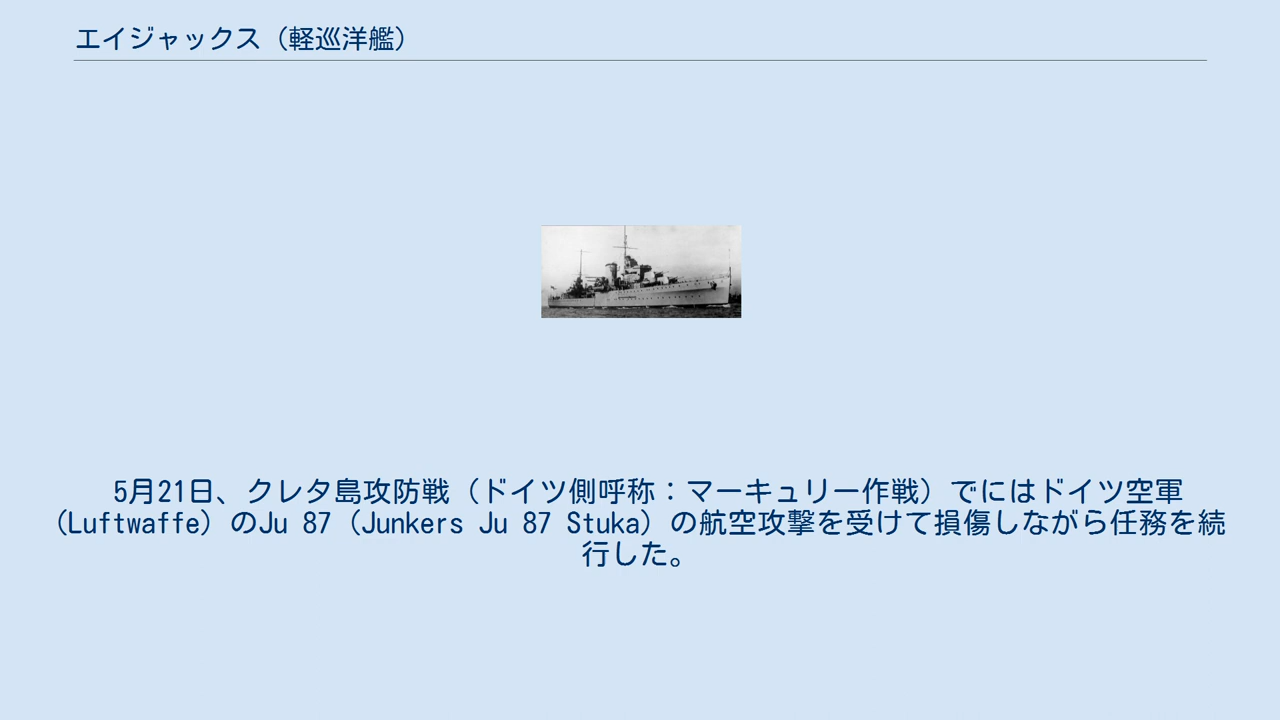 エイジャックス（軽巡洋艦）
5月21日、クレタ島攻防戦（ドイツ側呼称：マーキュリー作戦）でにはドイツ空軍
（Luftwaffe）のJu 87（Junkers Ju 87 Stuka）の航空攻撃を受けて損傷しながら任務を続
行した。